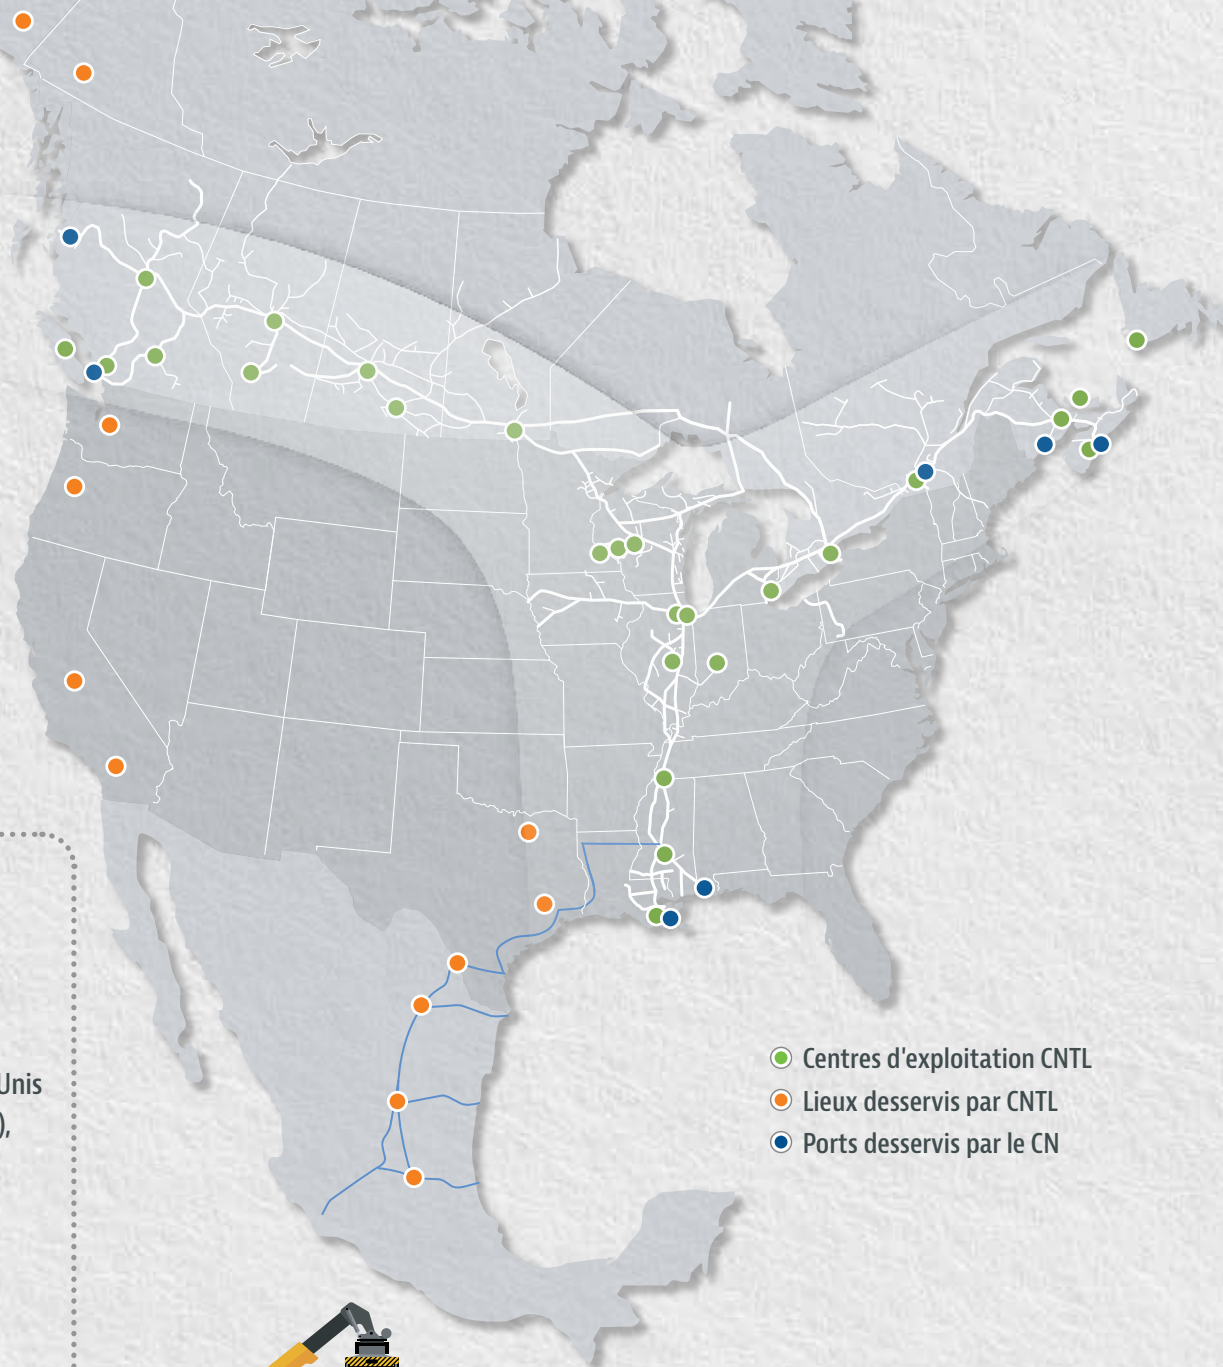 Unis
),
Centres d'exploitation CNTL
Lieux desservis par CNTL
Ports desservis par le CN